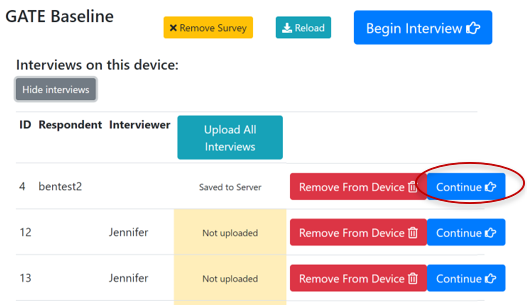 GATE Baseline
Remove Survey
Reload
Begin Interview
Interviews on this device:
Hide interviews
ID Respondent Interviewer Upload All Interviews
4 bentest2 Saved to Server Remove From Device Continue
12 Jennifer Not uploaded Remove From Device Continue
13 Jennifer Not uploaded Remove From Device Continue